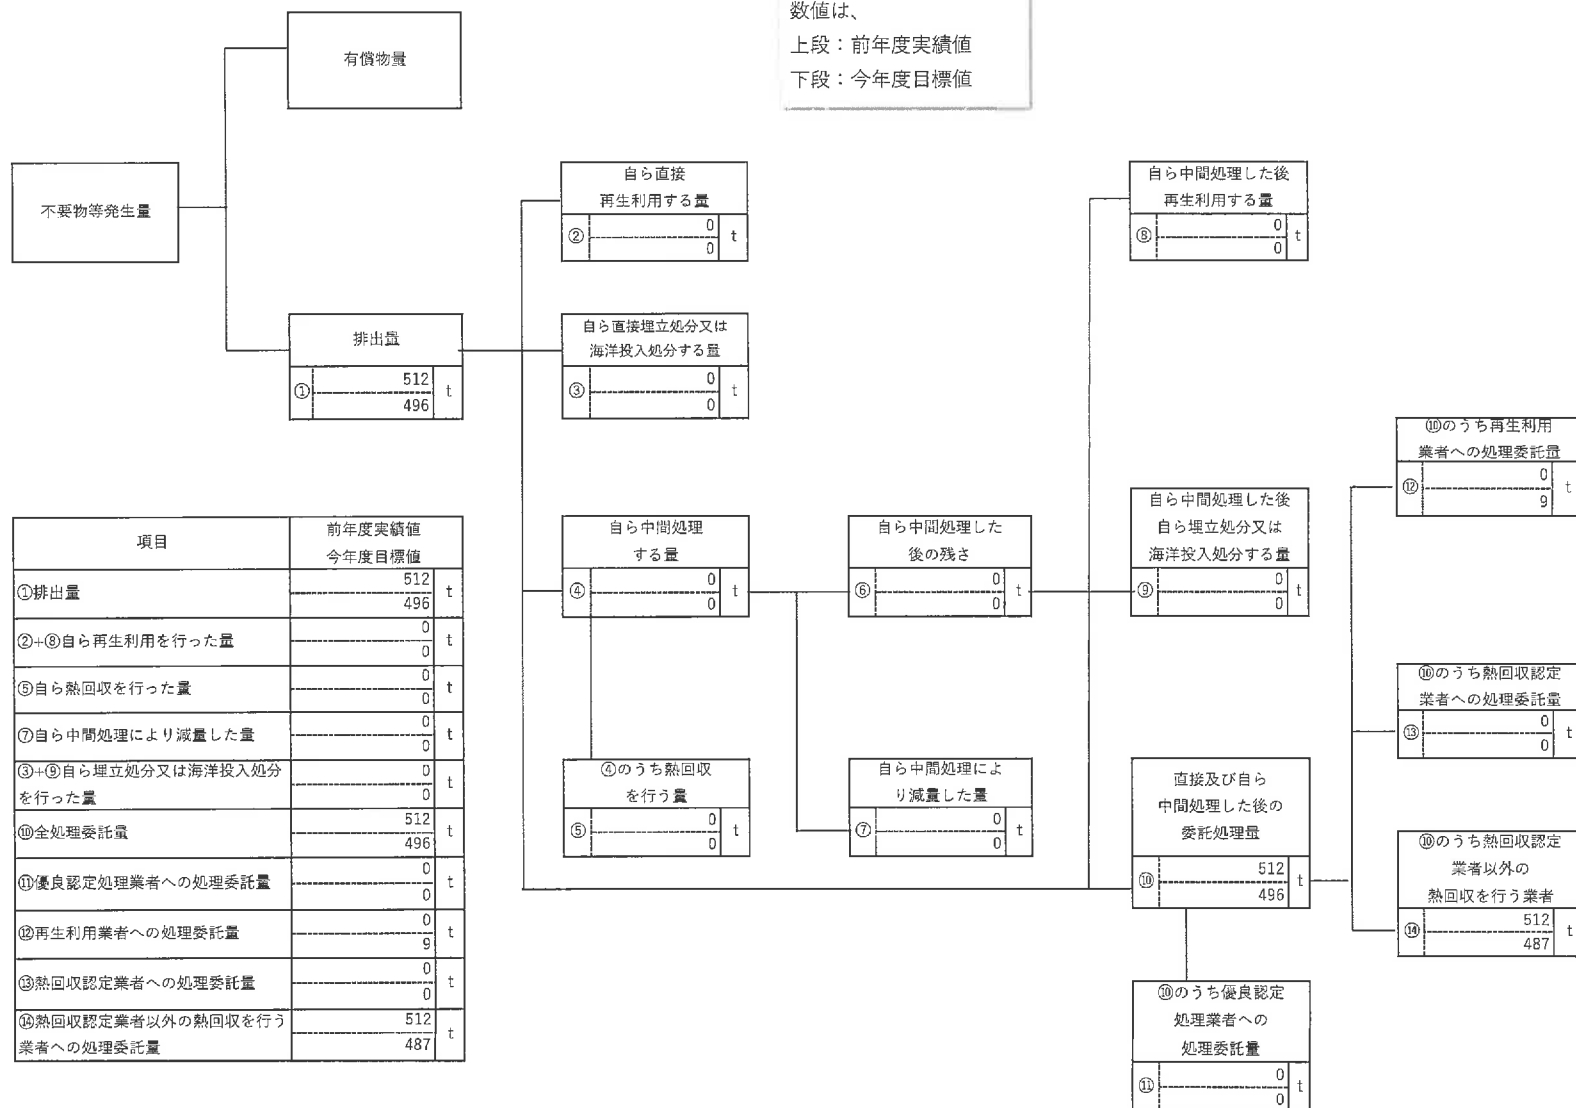 数値は、
上段：前年度実績値
下段：今年度目標値
有償物量
不要物等発生量
排出量
①
512
496
t
自ら直接
再生利用する量
②
0
0
t
自ら直接埋立処分又は
海洋投入処分する量
③
0
0
t
自ら中間処理
する量
④
0
0
t
④のうち熱回収
を行う量
⑤
0
0
t
自ら中間処理した
後の残さ
⑥
0
0
t
自ら中間処理によ
り減量した量
⑦
0
0
t
自ら中間処理した後
再生利用する量
⑧
0
0
t
自ら中間処理した後
自ら埋立処分又は
海洋投入処分する量
⑨
0
0
t
直接及び自ら
中間処理した後の
委託処理量
⑩
512
496
t
⑩のうち優良認定
処理業者への
処理委託量
⑪
0
0
t
⑩のうち再生利用
業者への処理委託量
⑫
0
9
t
⑩のうち熱回収認定
業者への処理委託量
⑬
0
0
t
⑩のうち熱回収認定
業者以外の
熱回収を行う業者
⑭
512
487
t
項目
前年度実績値
今年度目標値
①排出量
512
496
t
②+⑧自ら再生利用を行った量
0
0
t
⑤自ら熱回収を行った量
0
0
t
⑦自ら中間処理により減量した量
0
0
t
③+⑨自ら埋立処分又は海洋投入処分
を行った量
0
0
t
⑩全処理委託量
512
496
t
⑪優良認定処理業者への処理委託量
0
0
t
⑫再生利用業者への処理委託量
0
9
t
⑬熱回収認定業者への処理委託量
0
0
t
⑭熱回収認定業者以外の熱回収を行う
業者への処理委託量
512
487
t